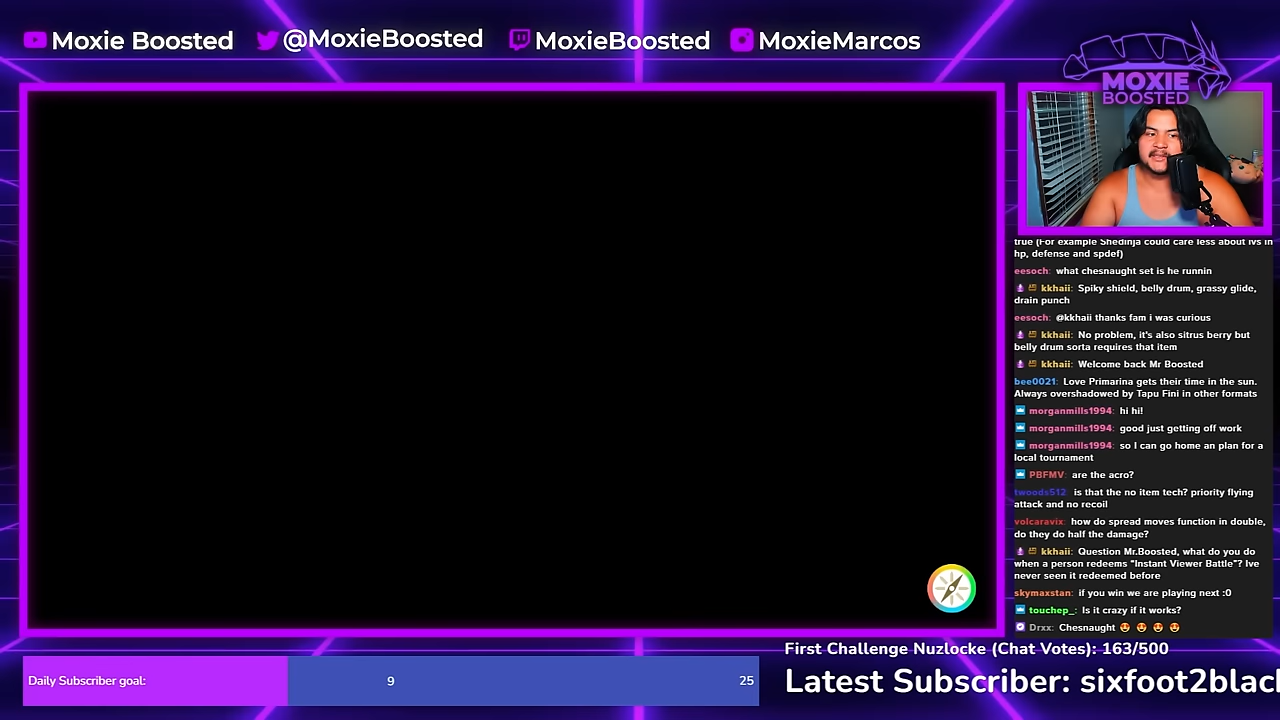 Moxie Boosted
@MoxieBoosted
MoxieBoosted
MoxieMarcos
MOXIE
BOOSTED
true (For example Shedinja could care less about ivs in
hp, defense and spdef)
eesoch: what chesnaught set is he runnin
kkhaii: Spiky shield, belly drum, grassy glide,
drain punch
eesoch: @kkhaii thanks fam i was curious
kkhaii: No problem, it's also sitrus berry but
belly drum sorta requires that item
kkhaii: Welcome back Mr Boosted
bee0021: Love Primarina gets their time in the sun.
Always overshadowed by Tapu Fini in other formats
morganmills1994: hi hi!
morganmills1994: good just getting off work
morganmills1994: so I can go home an plan for a
local tournament
PBFMV: are the acro?
twoods512: is that the no item tech? priority flying
attack and no recoil
volcaravix: how do spread moves function in double,
do they do half the damage?
kkhaii: Question Mr.Boosted, what do you do
when a person redeems "Instant Viewer Battle"? Ive
never seen it redeemed before
skymaxstan: if you win we are playing next :0
touchep_: Is it crazy if it works?
Drxx: Chesnaught 😍 😍 😍 😍
First Challenge Nuzlocke (Chat Votes): 163/500
Daily Subscriber goal: 9 25
Latest Subscriber: sixfoot2blac